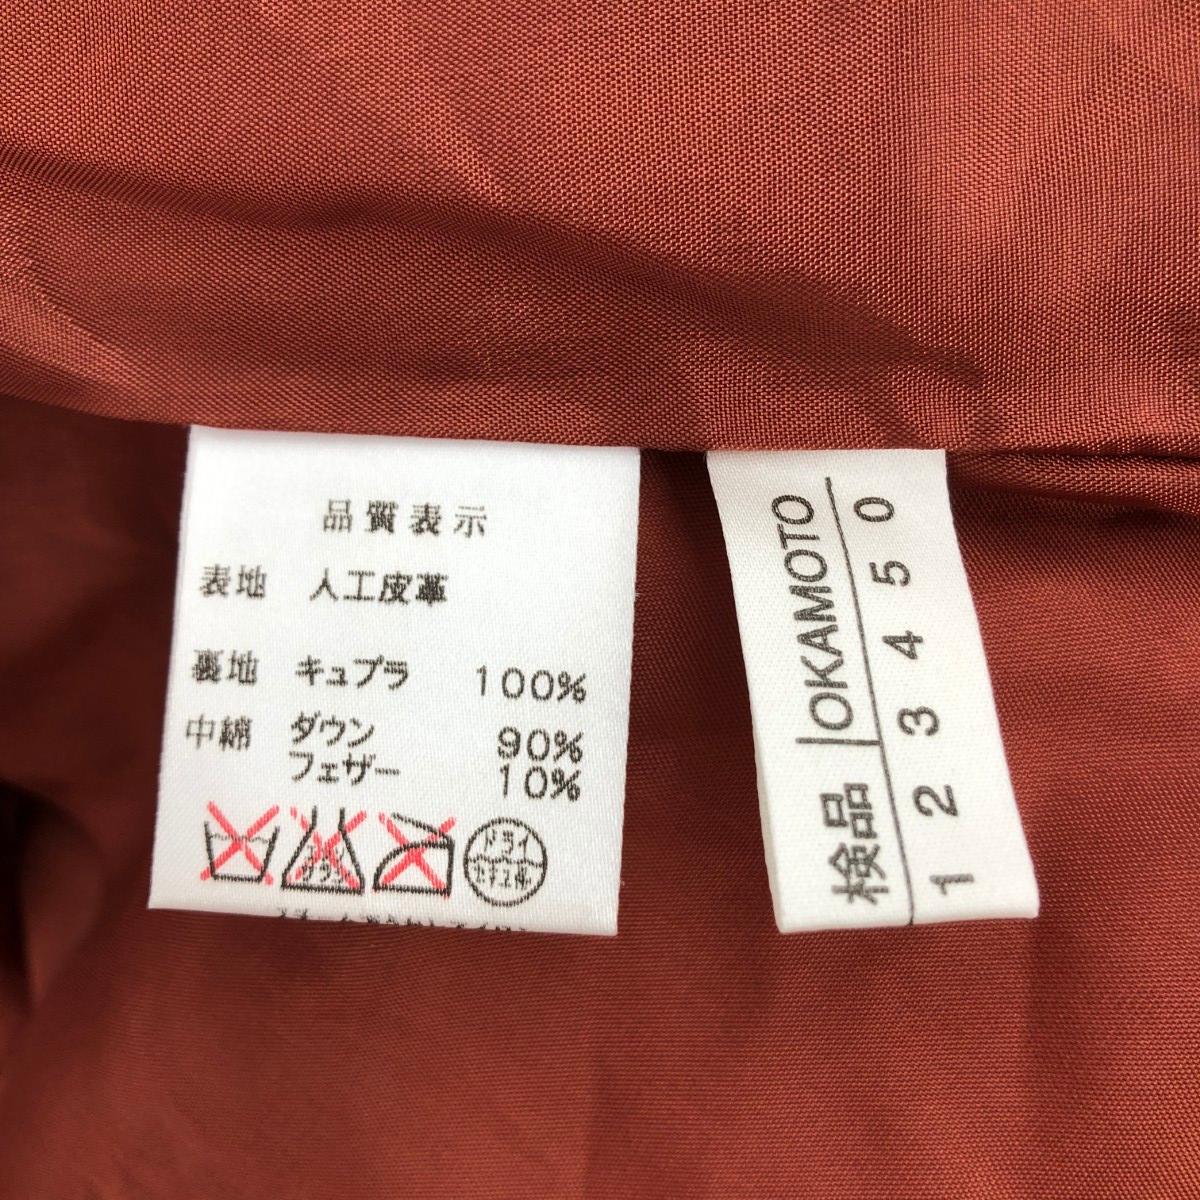 品質表示
表地 人工皮革
裏地 キュプラ 100%
中綿 ダウン 90%
フェザー 10%
ドライ
OKAMOTO
検品
1 2 3 4 5 0